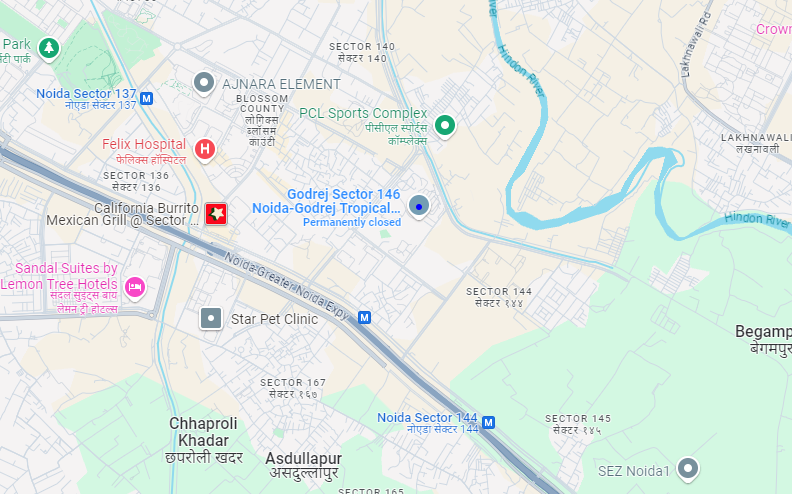 SECTOR 140
सेक्टर 140
Park
Hindon River
Lakhnawali Rd
Crown
AJNARA ELEMENT
Noida Sector 137
नोएडा सेक्टर 137
M
BLOSSOM
COUNTY
लोगिक्स
ब्लॉसम
काउंटी
PCL Sports Complex
पीसीएल स्पोर्ट्स
कॉम्प्लेक्स
Felix Hospital
फेलिक्स हॉस्पिटल
H
LAKHNAWALI
लखनावली
SECTOR 136
सेक्टर 136
Godrej Sector 146
Noida-Godrej Tropical...
Permanently closed
California Burrito
Mexican Grill @ Sector ...
Hindon River
Noida-Greater Noida Expy
Sandal Suites by
Lemon Tree Hotels
संदल सुइट्स बाय
लेमन ट्री होटल्स
SECTOR 144
सेक्टर १४४
Star Pet Clinic
M
Begamp
बेगमपुर
SECTOR 167
सेक्टर १६७
Chhaproli
Khadar
छपरोली खदर
Noida Sector 144
नोएडा सेक्टर 144
M
SECTOR 145
सेक्टर १४५
Asdullapur
असदुल्लापुर
SEZ Noida1
SECTOR 165